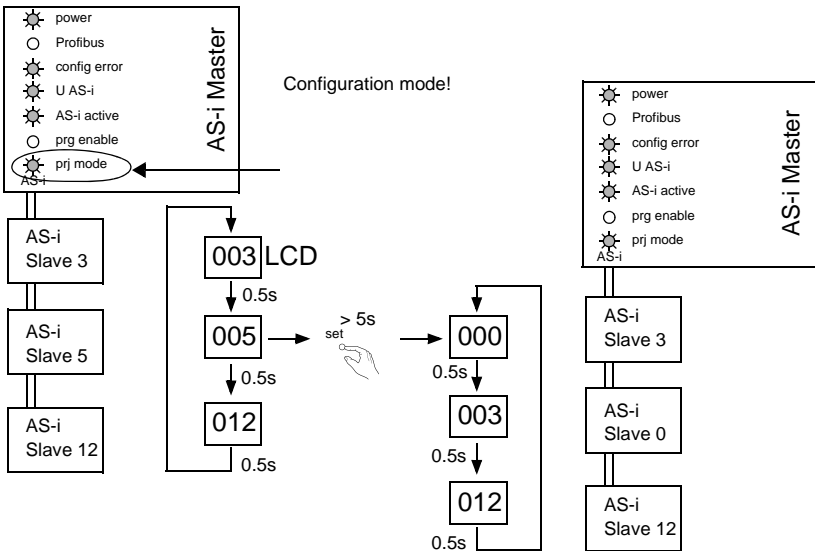 power
Profibus
config error
U AS-i
AS-i active
prg enable
prj mode
AS-i
AS-i Master
Configuration mode!
AS-i
Slave 3
AS-i
Slave 5
AS-i
Slave 12
003 LCD
0.5s
005
0.5s
012
0.5s
> 5s
set
000
0.5s
003
0.5s
012
0.5s
power
Profibus
config error
U AS-i
AS-i active
prg enable
prj mode
AS-i
AS-i Master
AS-i
Slave 3
AS-i
Slave 0
AS-i
Slave 12